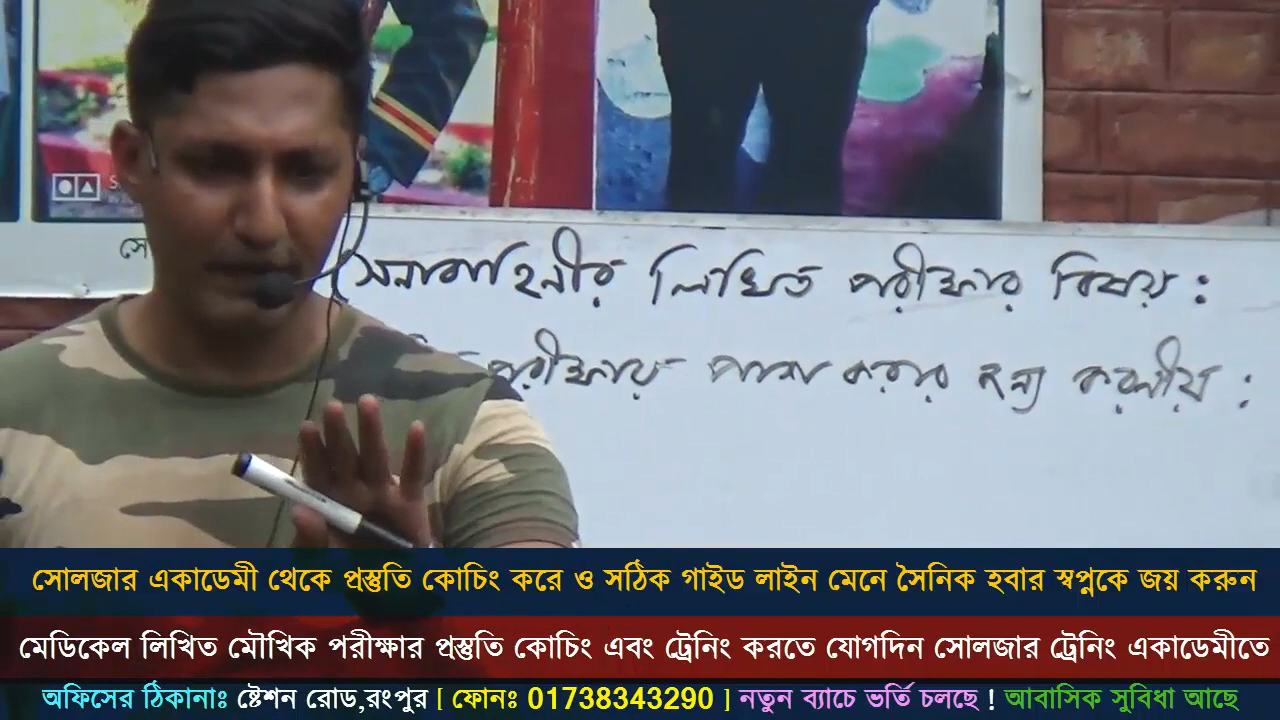 সে
সেনাবাহিনীর লিখিত পরীক্ষার বিষয় :
পরীক্ষায় পাশ করার জন্য করণীয় :
সোলজার একাডেমী থেকে প্রস্তুতি কোচিং করে ও সঠিক গাইড লাইন মেনে সৈনিক হবার স্বপ্নকে জয় করুন
মেডিকেল লিখিত মৌখিক পরীক্ষার প্রস্তুতি কোচিং এবং ট্রেনিং করতে যোগদিন সোলজার ট্রেনিং একাডেমীতে
অফিসের ঠিকানাঃ ষ্টেশন রোড,রংপুর [ ফোনঃ 01738343290 ] নতুন ব্যাচে ভর্তি চলছে ! আবাসিক সুবিধা আছে